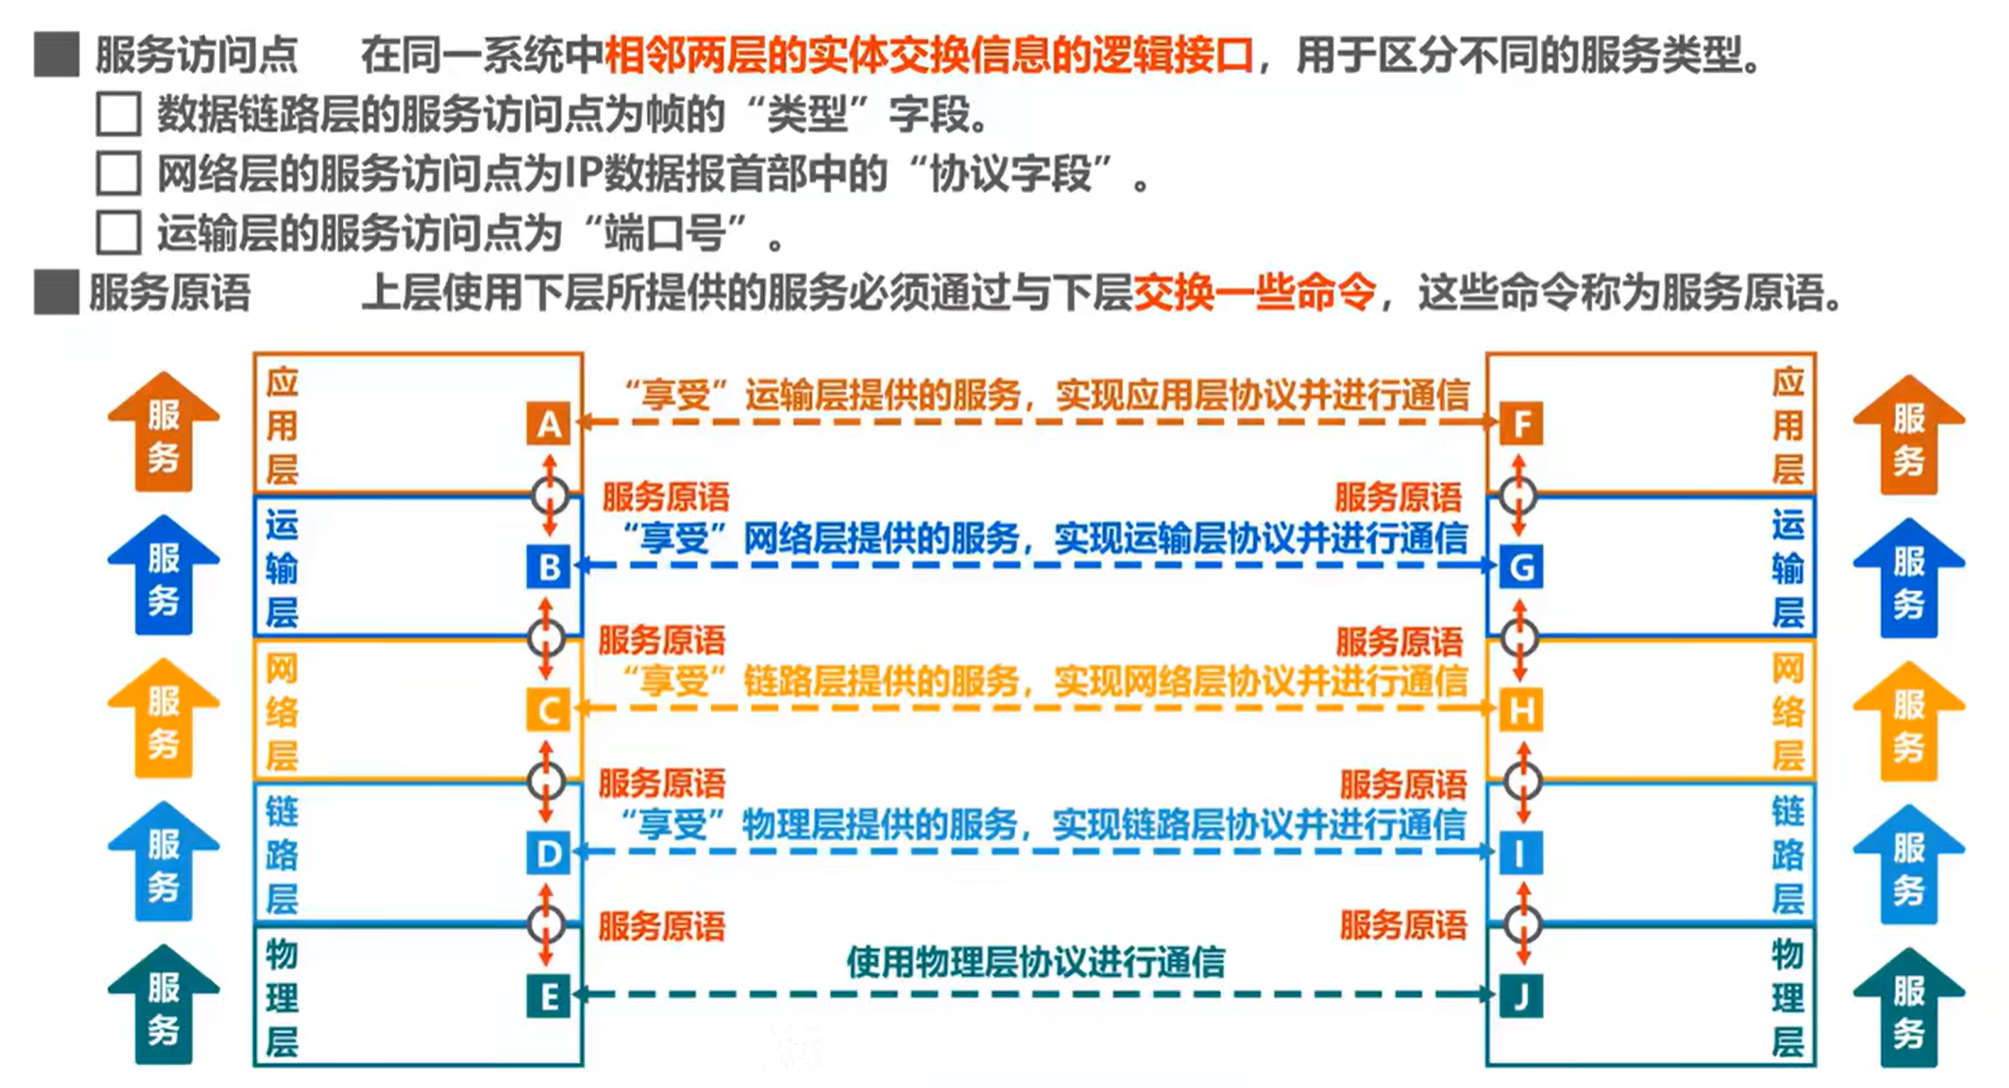 服务访问点 在同一系统中相邻两层的实体交换信息的逻辑接口，用于区分不同的服务类型。
数据链路层的服务访问点为帧的“类型”字段。
网络层的服务访问点为IP数据报首部中的“协议字段”。
运输层的服务访问点为“端口号”。
服务原语 上层使用下层所提供的服务必须通过与下层交换一些命令，这些命令称为服务原语。
服务
应用层
A
“享受”运输层提供的服务，实现应用层协议并进行通信
F
应用层
服务
服务原语
服务原语
服务
运输层
B
“享受”网络层提供的服务，实现运输层协议并进行通信
G
运输层
服务
服务原语
服务原语
服务
网络层
C
“享受”链路层提供的服务，实现网络层协议并进行通信
H
网络层
服务
服务原语
服务原语
服务
链路层
D
“享受”物理层提供的服务，实现链路层协议并进行通信
I
链路层
服务
服务原语
服务原语
服务
物理层
E
使用物理层协议进行通信
J
物理层
服务